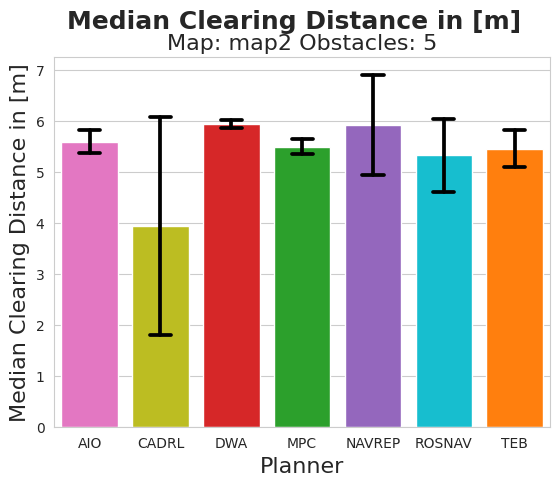 Median Clearing Distance in [m]
Map: map2 Obstacles: 5
Median Clearing Distance in [m]
7
6
5
4
3
2
1
0
AIO CADRL DWA MPC NAVREP ROSNAV TEB
Planner